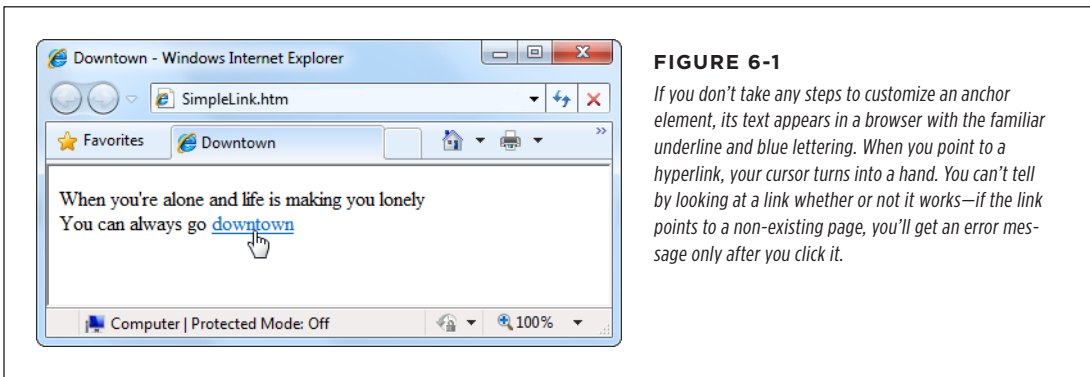 Downtown - Windows Internet Explorer
SimpleLink.htm
Favorites
Downtown
»
When you're alone and life is making you lonely
You can always go downtown
Computer | Protected Mode: Off
100%
FIGURE 6-1
If you don't take any steps to customize an anchor
element, its text appears in a browser with the familiar
underline and blue lettering. When you point to a
hyperlink, your cursor turns into a hand. You can't tell
by looking at a link whether or not it works—if the link
points to a non-existing page, you'll get an error mes-
sage only after you click it.